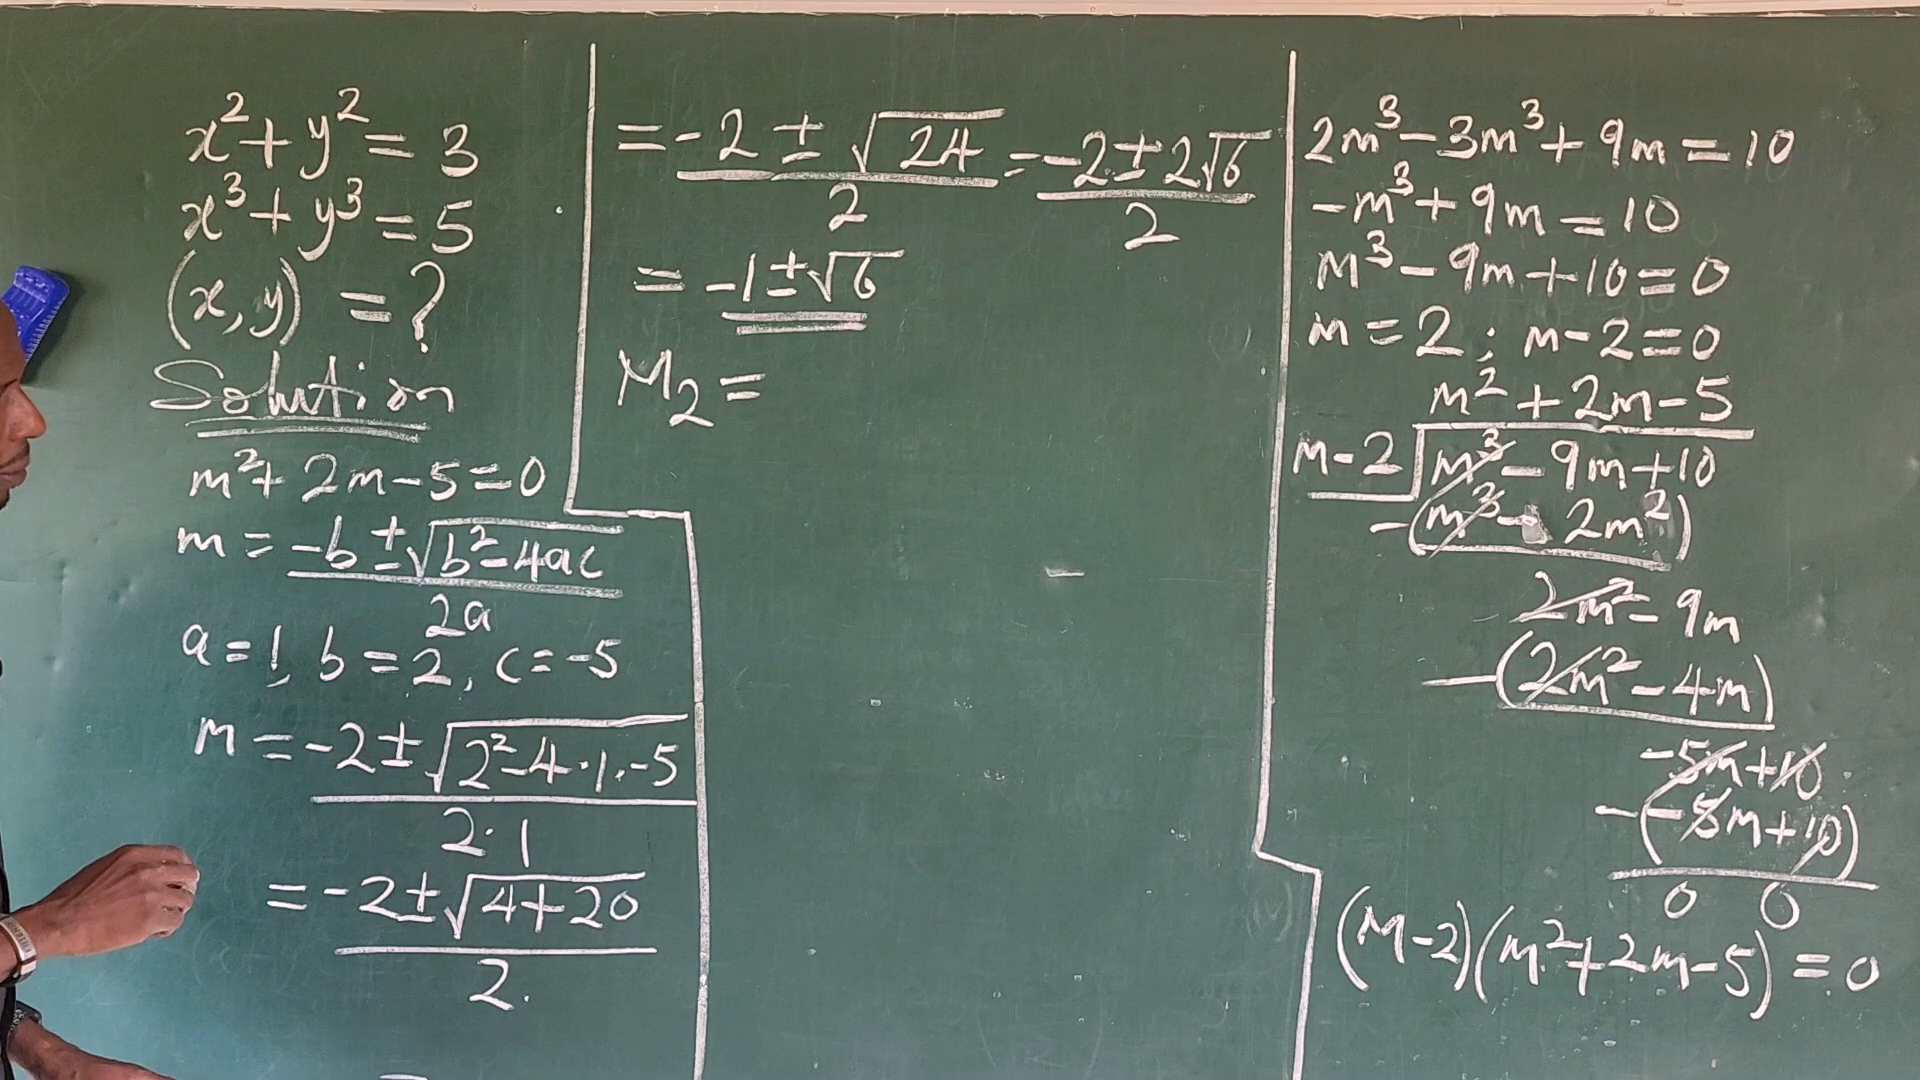 x² + y² = 3
x³ + y³ = 5
(x, y) = ?
Solution
m² + 2m - 5 = 0
m = -b ± √b² - 4ac
2a
a = 1, b = 2, c = -5
m = -2 ± √2² - 4·1·-5
2·1
= -2 ± √4 + 20
2.
= -2 ± √24 = -2 ± 2√6
2 2
= -1 ± √6
M₂ =
2m³ - 3m³ + 9m = 10
-m³ + 9m = 10
m³ - 9m + 10 = 0
m = 2 ; m - 2 = 0
m² + 2m - 5
m - 2 m³ - 9m + 10
-(m³ - 2m²)
2m² - 9m
-(2m² - 4m)
-5m + 10
-(-5m + 10)
0 0
(m - 2)(m² + 2m - 5) = 0